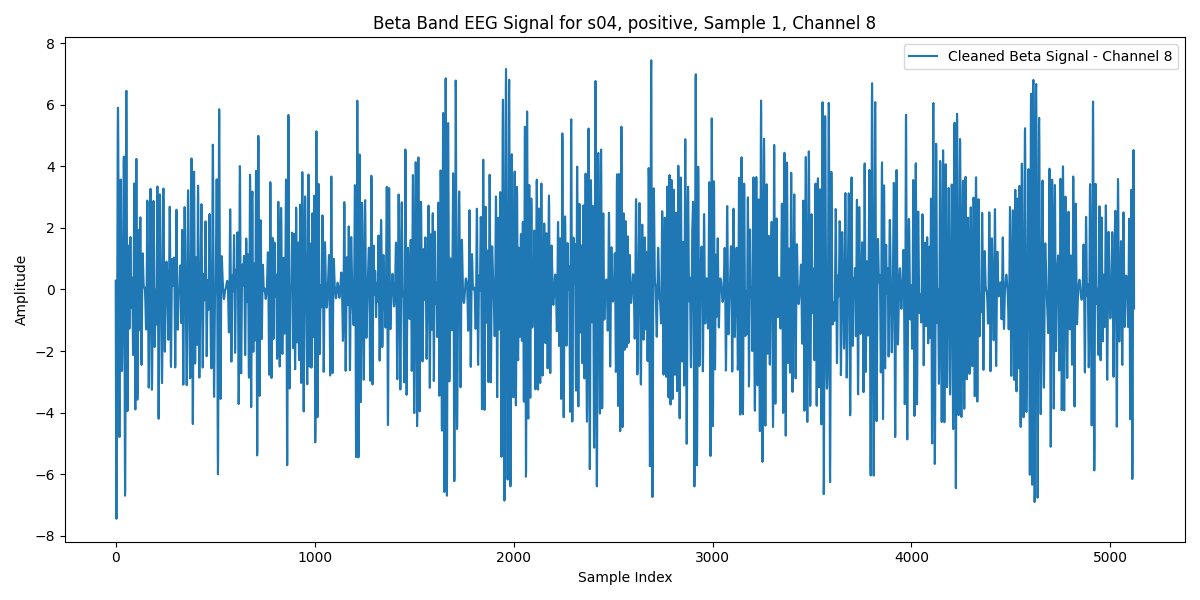 Beta Band EEG Signal for s04, positive, Sample 1, Channel 8
Cleaned Beta Signal - Channel 8
8
6
4
2
0
−2
−4
−6
−8
Amplitude
0 1000 2000 3000 4000 5000
Sample Index